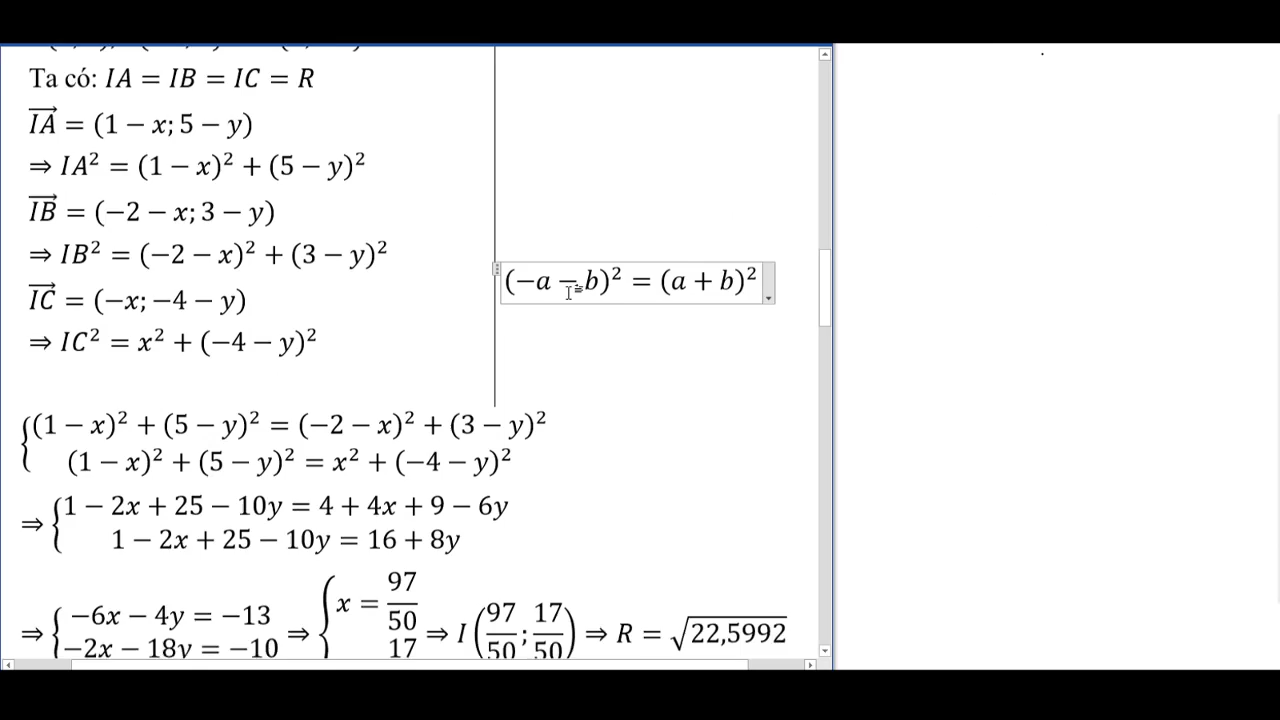 Ta có: IA = IB = IC = R
\overrightarrow{IA} = (1 − x; 5 − y)
⇒ IA² = (1 − x)² + (5 − y)²
\overrightarrow{IB} = (−2 − x; 3 − y)
⇒ IB² = (−2 − x)² + (3 − y)²
(−a − b)² = (a + b)²
\overrightarrow{IC} = (−x; −4 − y)
⇒ IC² = x² + (−4 − y)²
{(1 − x)² + (5 − y)² = (−2 − x)² + (3 − y)²
(1 − x)² + (5 − y)² = x² + (−4 − y)²
⇒ {1 − 2x + 25 − 10y = 4 + 4x + 9 − 6y
1 − 2x + 25 − 10y = 16 + 8y
⇒ {−6x − 4y = −13
−2x − 18y = −10
⇒ {x = 97/50
17
⇒ I (97/50; 17/50) ⇒ R = √22,5992